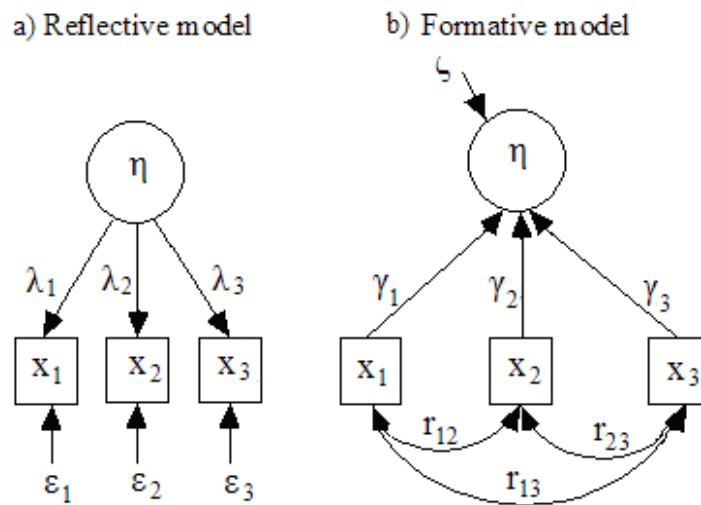 a) Reflective model
b) Formative model
ζ
η
η
λ₁ λ₂ λ₃
γ₁ γ₂ γ₃
x₁ x₂ x₃
x₁ x₂ x₃
r₁₂ r₂₃
r₁₃
ε₁ ε₂ ε₃